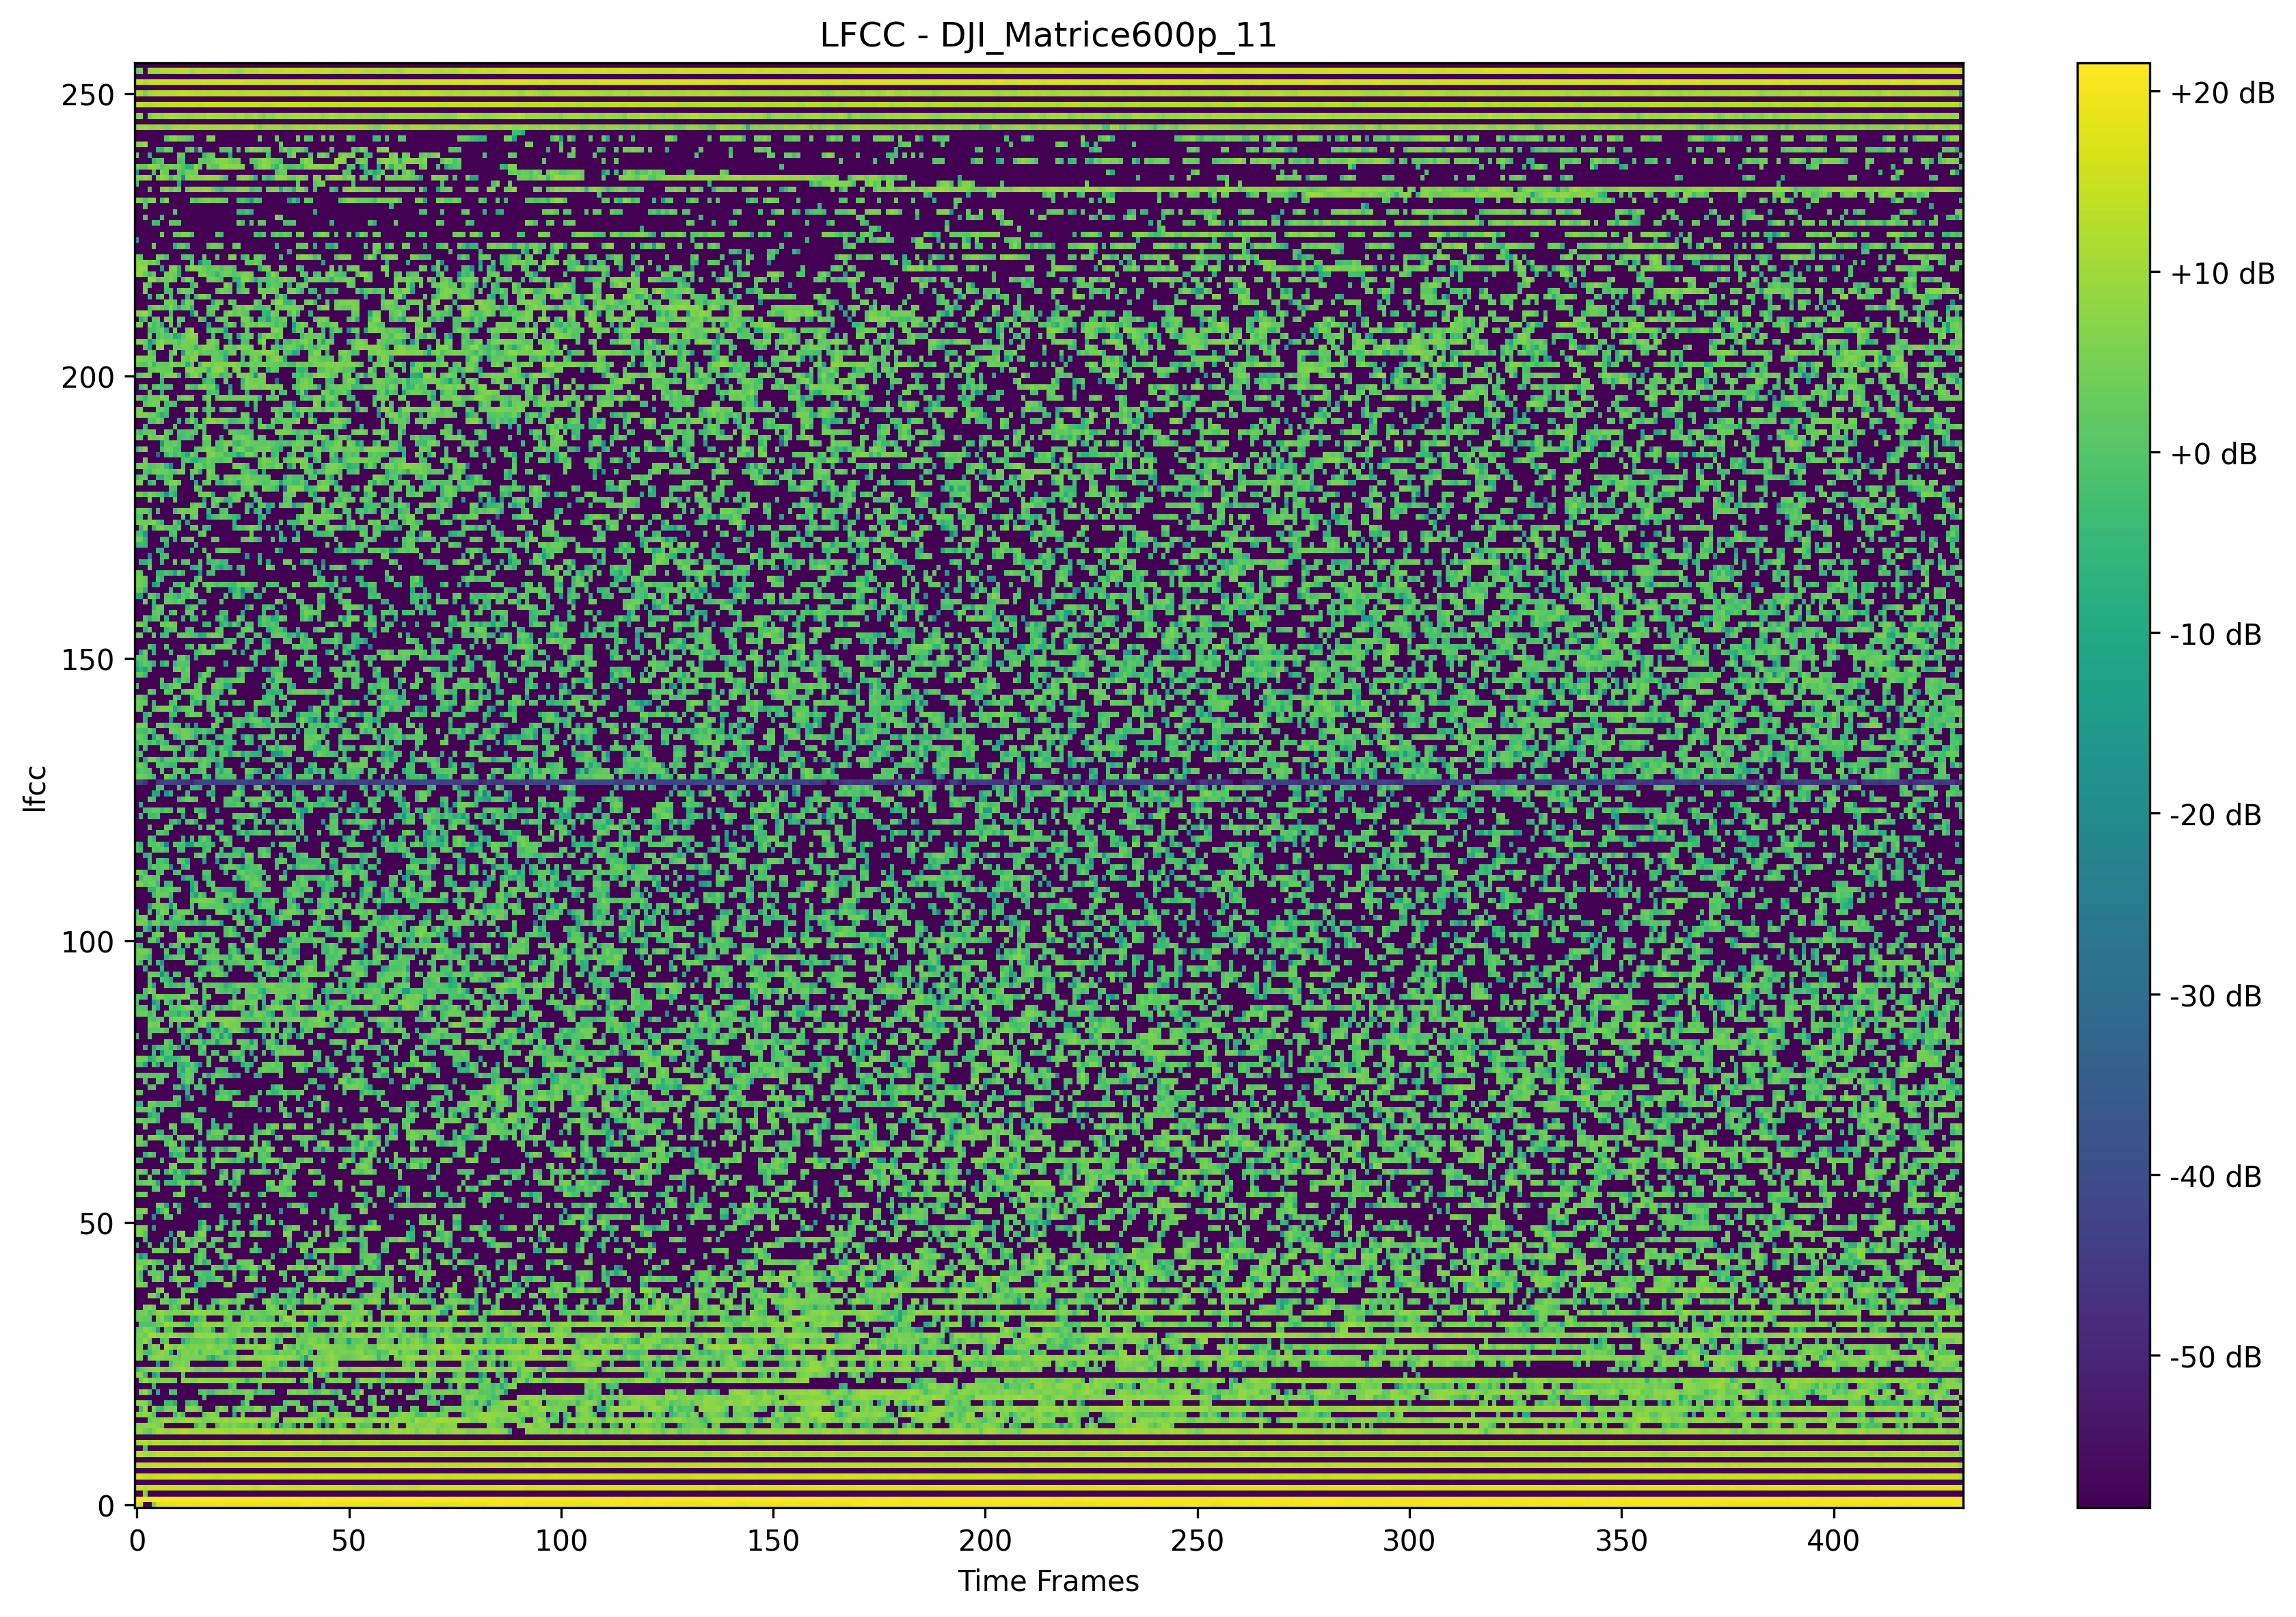 LFCC - DJI_Matrice600p_11
250
200
150
100
50
0
lfcc
0 50 100 150 200 250 300 350 400
Time Frames
+20 dB
+10 dB
+0 dB
-10 dB
-20 dB
-30 dB
-40 dB
-50 dB